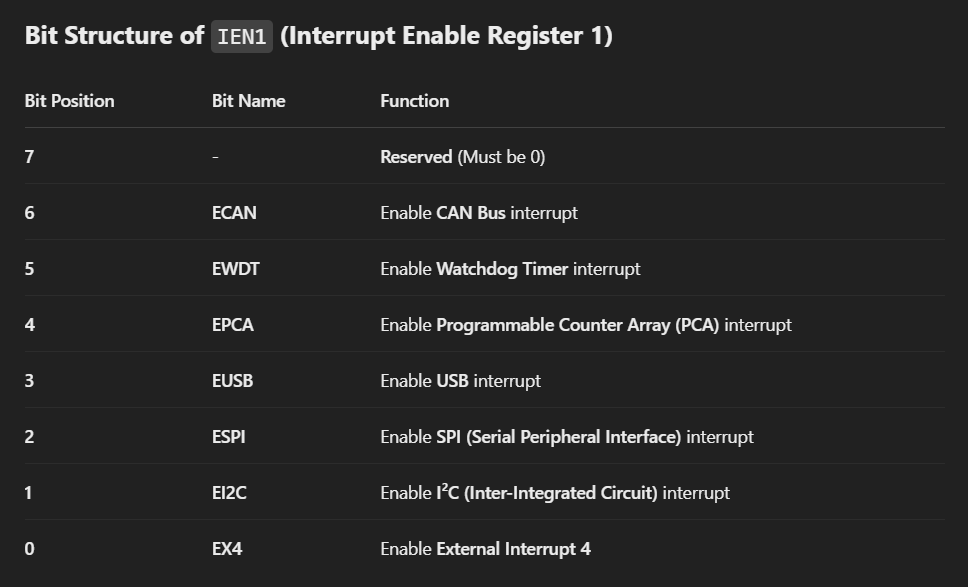 Bit Structure of IEN1 (Interrupt Enable Register 1)
Bit Position Bit Name Function
7 - Reserved (Must be 0)
6 ECAN Enable CAN Bus interrupt
5 EWDT Enable Watchdog Timer interrupt
4 EPCA Enable Programmable Counter Array (PCA) interrupt
3 EUSB Enable USB interrupt
2 ESPI Enable SPI (Serial Peripheral Interface) interrupt
1 EI2C Enable I²C (Inter-Integrated Circuit) interrupt
0 EX4 Enable External Interrupt 4